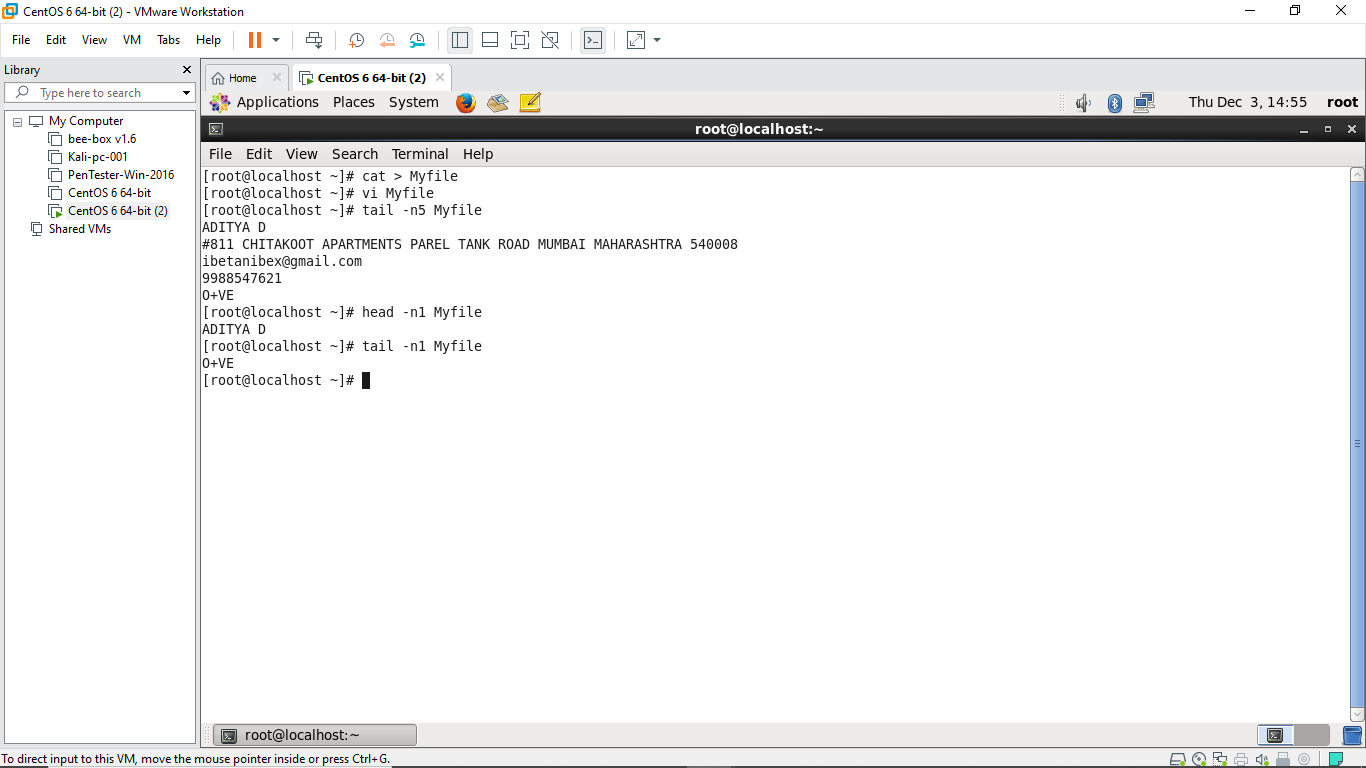 CentOS 6 64-bit (2) - VMware Workstation
File Edit View VM Tabs Help
Library
Type here to search
My Computer
bee-box v1.6
Kali-pc-001
PenTester-Win-2016
CentOS 6 64-bit
CentOS 6 64-bit (2)
Shared VMs
Home CentOS 6 64-bit (2)
Applications Places System Thu Dec 3, 14:55 root
root@localhost:~
File Edit View Search Terminal Help
[root@localhost ~]# cat > Myfile
[root@localhost ~]# vi Myfile
[root@localhost ~]# tail -n5 Myfile
ADITYA D
#811 CHITAKOOT APARTMENTS PAREL TANK ROAD MUMBAI MAHARASHTRA 540008
ibetanibex@gmail.com
9988547621
O+VE
[root@localhost ~]# head -n1 Myfile
ADITYA D
[root@localhost ~]# tail -n1 Myfile
O+VE
[root@localhost ~]#
root@localhost:~
To direct input to this VM, move the mouse pointer inside or press Ctrl+G.